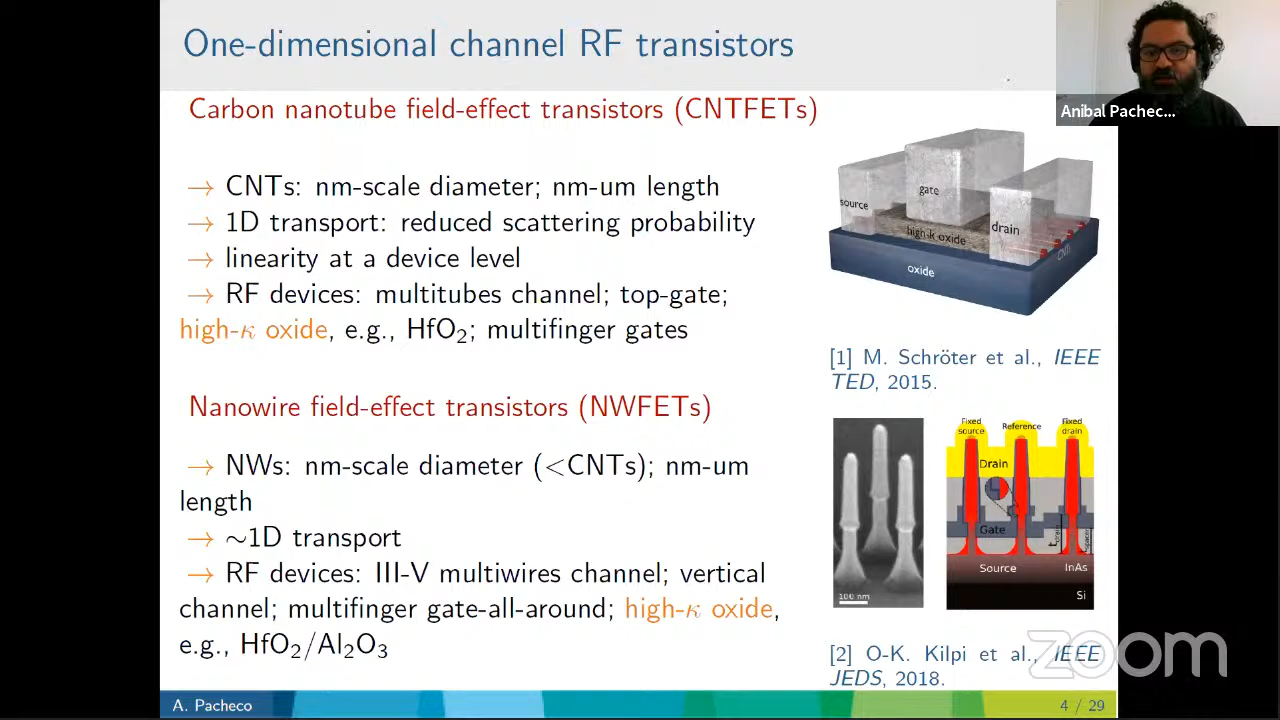 One-dimensional channel RF transistors
Carbon nanotube field-effect transistors (CNTFETs)
→ CNTs: nm-scale diameter; nm-um length
→ 1D transport: reduced scattering probability
→ linearity at a device level
→ RF devices: multitubes channel; top-gate;
high-κ oxide, e.g., HfO₂; multifinger gates
Nanowire field-effect transistors (NWFETs)
→ NWs: nm-scale diameter (<CNTs); nm-um
length
→ ~1D transport
→ RF devices: III-V multiwires channel; vertical
channel; multifinger gate-all-around; high-κ oxide,
e.g., HfO₂/Al₂O₃
Anibal Pachec...
gate
source
high-k oxide
drain
CNT
oxide
[1] M. Schröter et al., IEEE
TED, 2015.
100 nm
Fixed
source
Reference
Fixed
drain
Drain
Gate
Source
InAs
Si
[2] O-K. Kilpi et al., IEEE
JEDS, 2018.
zoom
A. Pacheco
4 / 29